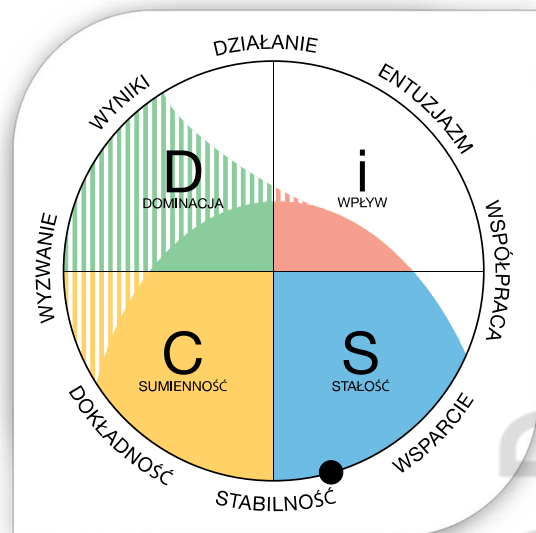 DZIAŁANIE
ENTUZJAZM
WSPÓŁPRACA
WSPARCIE
STABILNOŚĆ
DOKŁADNOŚĆ
WYZWANIE
WYNIKI
D
DOMINACJA
i
WPŁYW
C
SUMIENNOŚĆ
S
STAŁOŚĆ